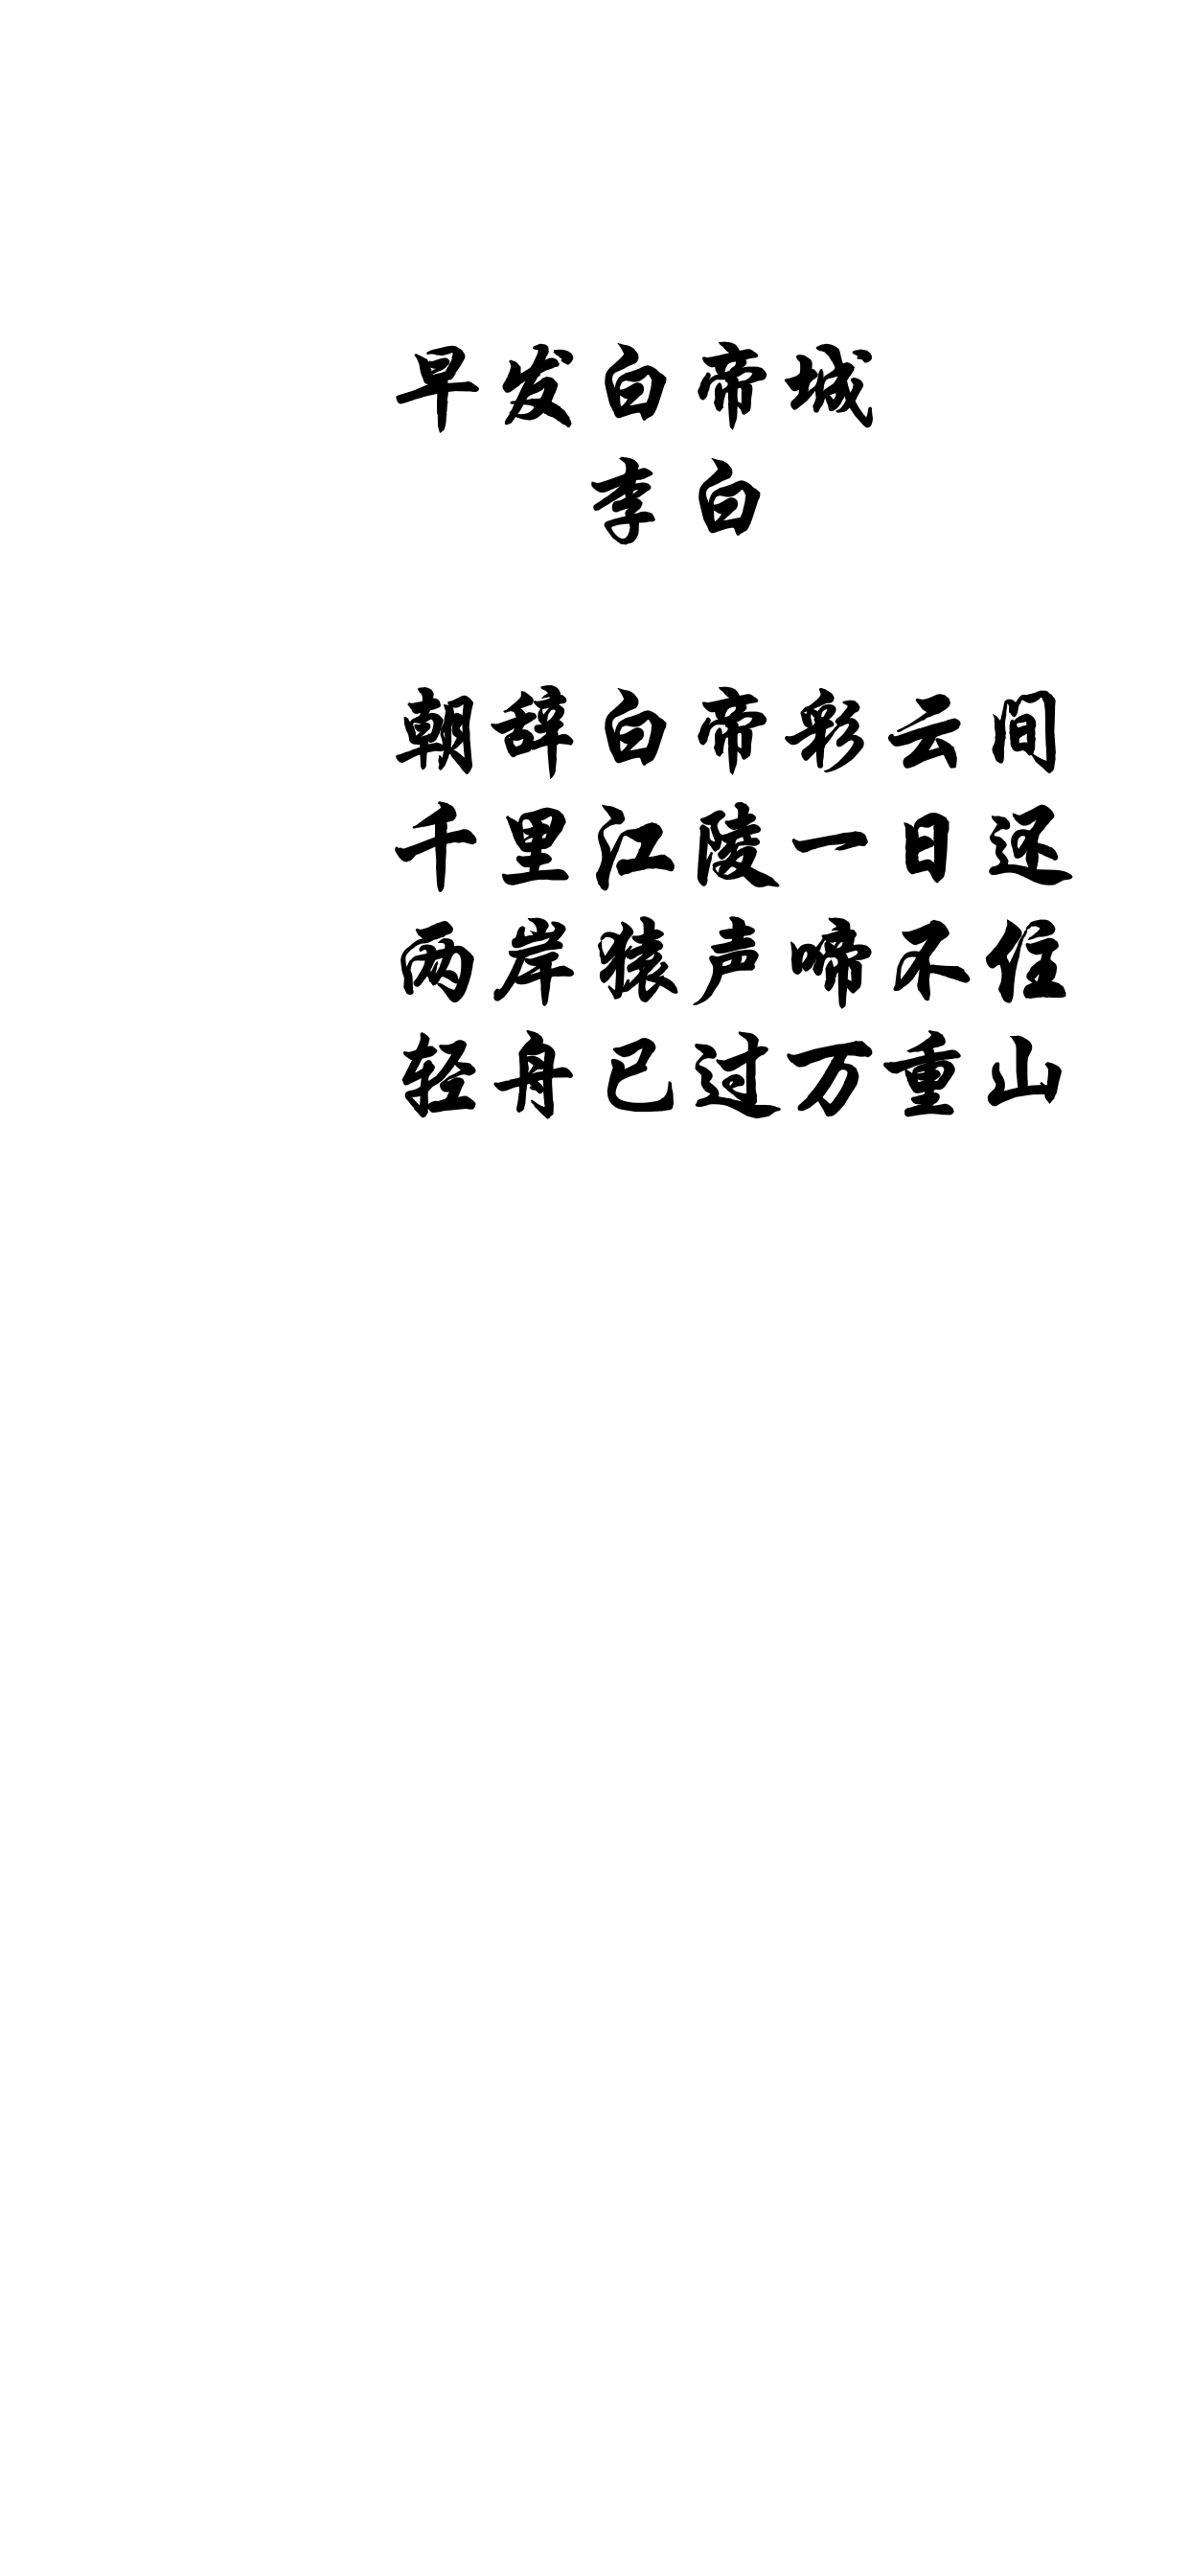 早发白帝城
李白
朝辞白帝彩云间
千里江陵一日还
两岸猿声啼不住
轻舟已过万重山